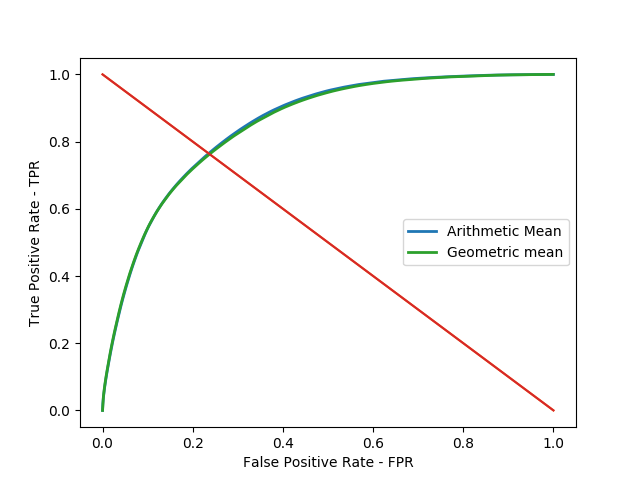 1.0
0.8
0.6
0.4
0.2
0.0
True Positive Rate - TPR
Arithmetic Mean
Geometric mean
0.0 0.2 0.4 0.6 0.8 1.0
False Positive Rate - FPR